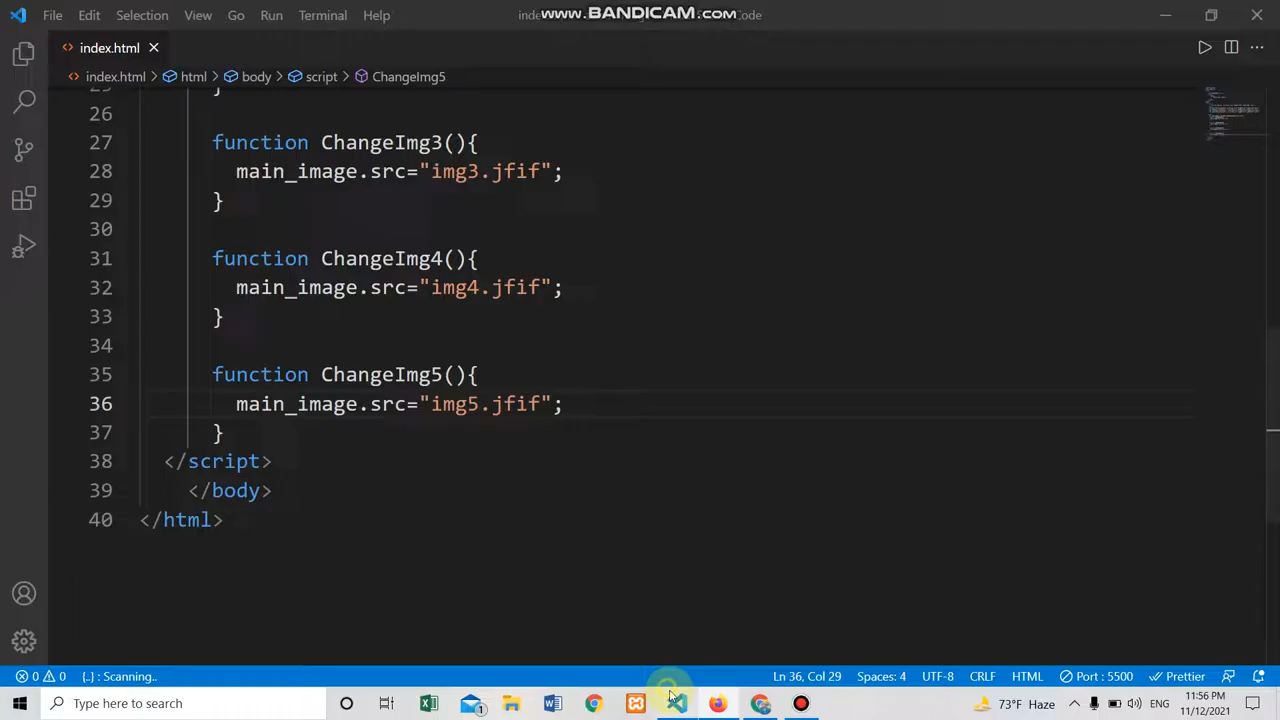 File Edit Selection View Go Run Terminal Help
www.BANDICAM.com
index.html
index.html > html > body > script > ChangeImg5
26
27 function ChangeImg3(){
28 main_image.src="img3.jfif";
29 }
30
31 function ChangeImg4(){
32 main_image.src="img4.jfif";
33 }
34
35 function ChangeImg5(){
36 main_image.src="img5.jfif";
37 }
38 </script>
39 </body>
40 </html>
0 0 {..} : Scanning.. Ln 36, Col 29 Spaces: 4 UTF-8 CRLF HTML Port : 5500 Prettier
Type here to search
1
73°F Haze ENG
11:56 PM
11/12/2021